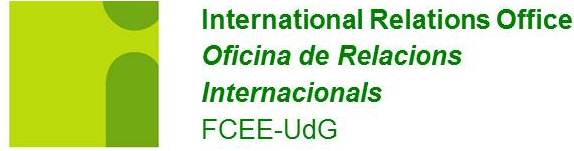 International Relations Office
Oficina de Relacions
Internacionals
FCEE-UdG